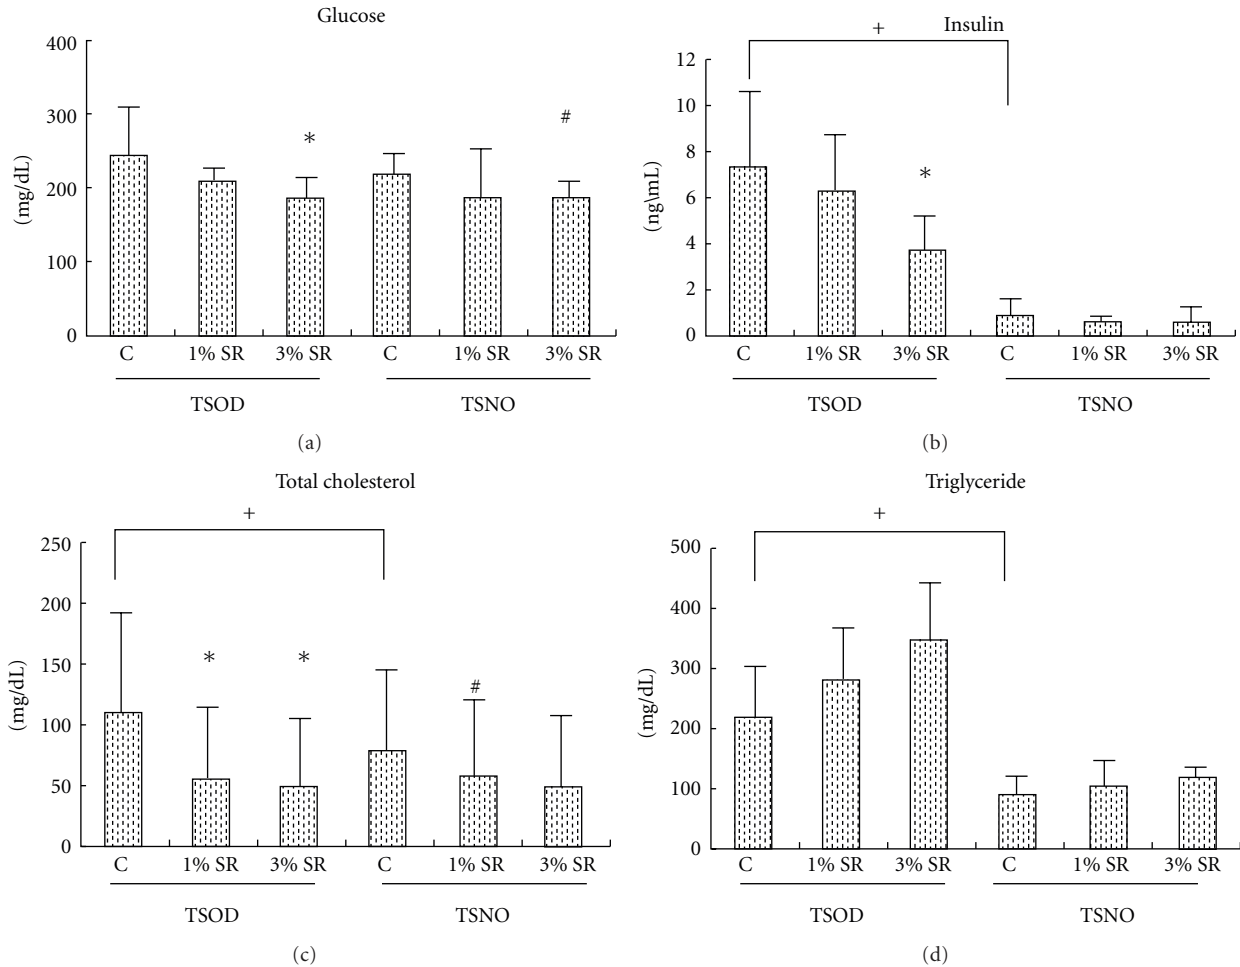 Glucose
400
300
200
100
0
(mg/dL)
*
#
C 1% SR 3% SR C 1% SR 3% SR
TSOD TSNO
(a)
Insulin
+
12
10
8
6
4
2
0
(ng\mL)
*
C 1% SR 3% SR C 1% SR 3% SR
TSOD TSNO
(b)
Total cholesterol
+
250
200
150
100
50
0
(mg/dL)
* *
#
C 1% SR 3% SR C 1% SR 3% SR
TSOD TSNO
(c)
Triglyceride
+
500
400
300
200
100
0
(mg/dL)
C 1% SR 3% SR C 1% SR 3% SR
TSOD TSNO
(d)